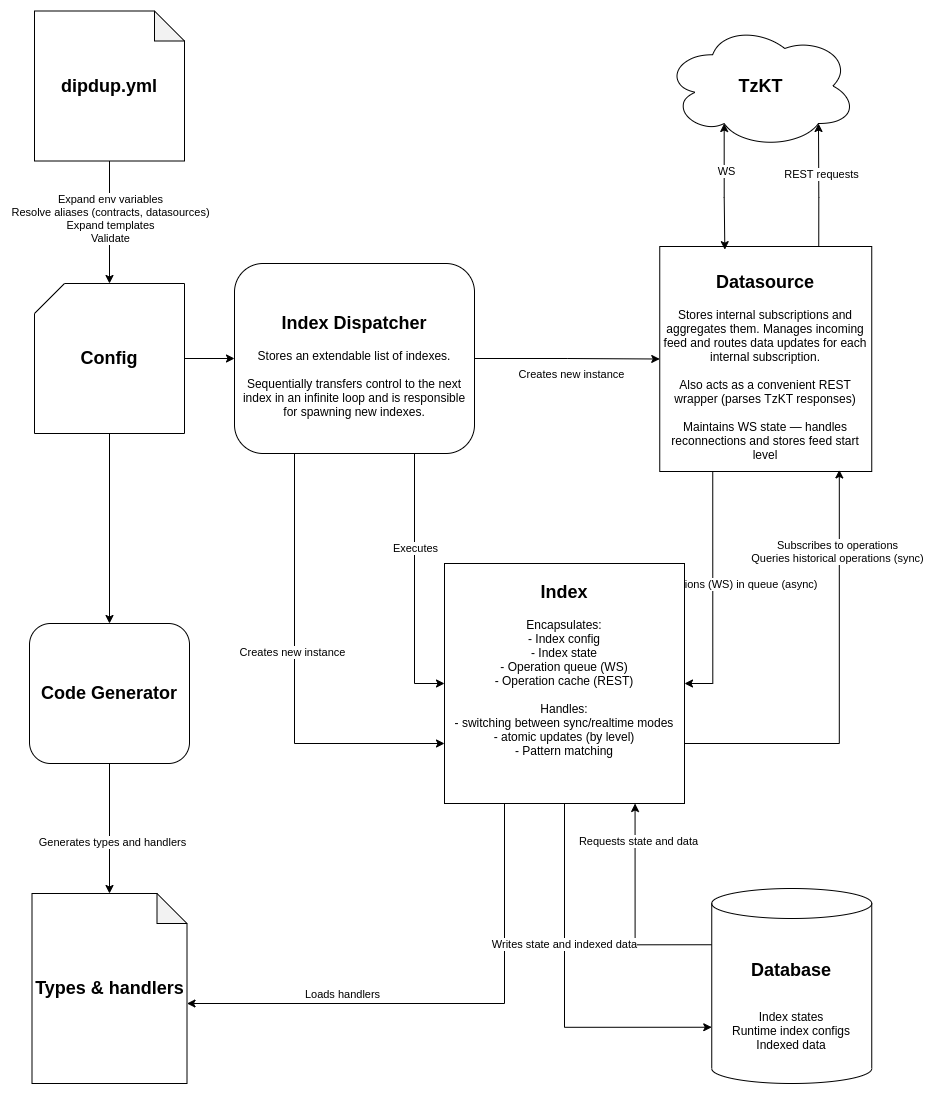 dipdup.yml
TzKT
WS
REST requests
Expand env variables
Resolve aliases (contracts, datasources)
Expand templates
Validate
Config
Index Dispatcher
Stores an extendable list of indexes.
Sequentially transfers control to the next
index in an infinite loop and is responsible
for spawning new indexes.
Creates new instance
Datasource
Stores internal subscriptions and
aggregates them. Manages incoming
feed and routes data updates for each
internal subscription.
Also acts as a convenient REST
wrapper (parses TzKT responses)
Maintains WS state — handles
reconnections and stores feed start
level
Executes
Subscribes to operations
Queries historical operations (sync)
(WS) in queue (async)
Creates new instance
Index
Encapsulates:
- Index config
- Index state
- Operation queue (WS)
- Operation cache (REST)
Handles:
- switching between sync/realtime modes
- atomic updates (by level)
- Pattern matching
Code Generator
Generates types and handlers
Requests state and data
Writes state and indexed data
Types & handlers
Loads handlers
Database
Index states
Runtime index configs
Indexed data